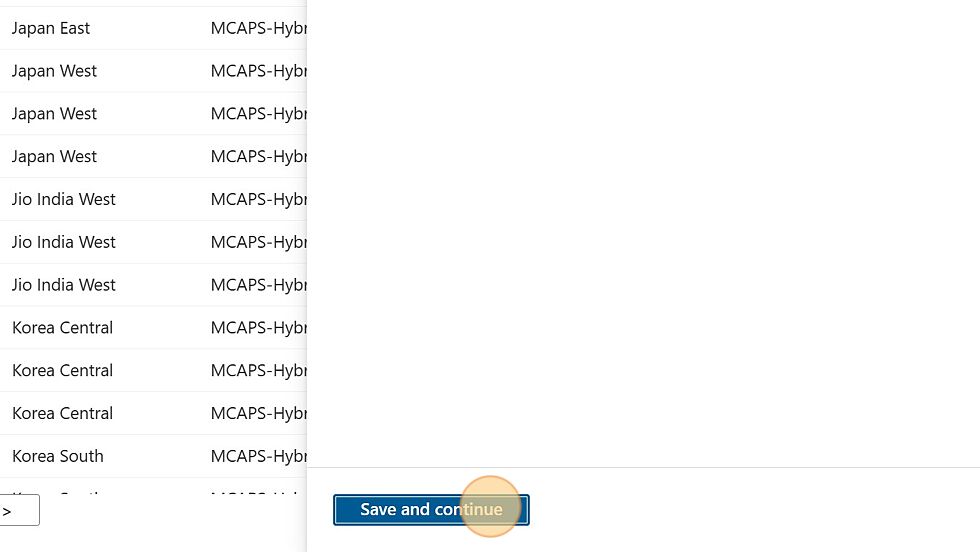 Japan East MCAPS-Hybr
Japan West MCAPS-Hybr
Japan West MCAPS-Hybr
Japan West MCAPS-Hybr
Jio India West MCAPS-Hybr
Jio India West MCAPS-Hybr
Jio India West MCAPS-Hybr
Korea Central MCAPS-Hybr
Korea Central MCAPS-Hybr
Korea Central MCAPS-Hybr
Korea South MCAPS-Hybr
>
Save and continue